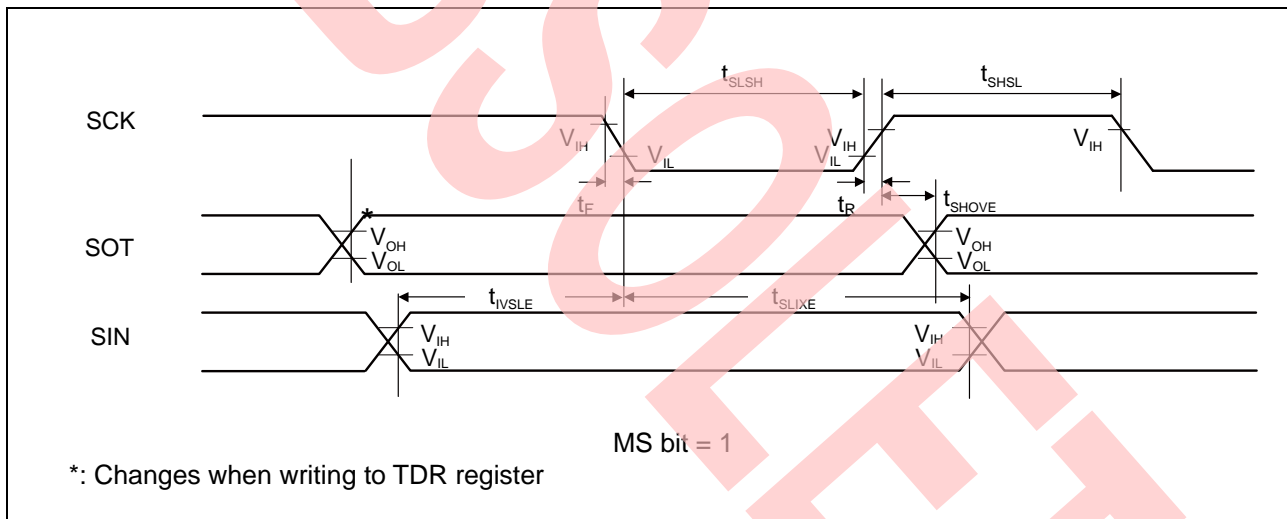 tSLSH tSHSL
SCK
VIH VIL VIH VIL VIH
tF tR tSHOVE
*
SOT
VOH VOH
VOL VOL
tIVSLE tSLIXE
SIN
VIH VIH
VIL VIL
MS bit = 1
*: Changes when writing to TDR register